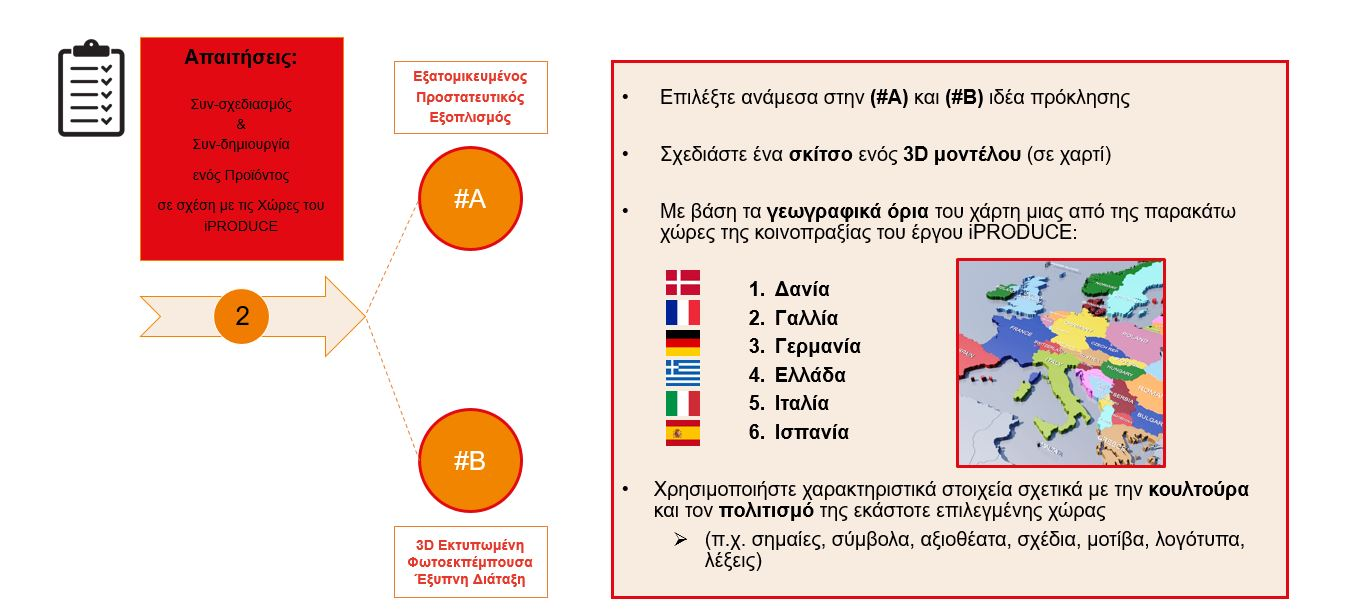 Απαιτήσεις:
Συν-σχεδιασμός
&
Συν-δημιουργία
ενός Προϊόντος
σε σχέση με τις Χώρες του
iPRODUCE
2
Εξατομικευμένος
Προστατευτικός
Εξοπλισμός
#A
#B
3D Εκτυπωμένη
Φωτοεκπέμπουσα
Έξυπνη Διάταξη
• Επιλέξτε ανάμεσα στην (#A) και (#B) ιδέα πρόκλησης
• Σχεδιάστε ένα σκίτσο ενός 3D μοντέλου (σε χαρτί)
• Με βάση τα γεωγραφικά όρια του χάρτη μιας από της παρακάτω
χώρες της κοινοπραξίας του έργου iPRODUCE:
1. Δανία
2. Γαλλία
3. Γερμανία
4. Ελλάδα
5. Ιταλία
6. Ισπανία
FRANCE
GERMANY
POLAND
CZECH REP
HUNGARY
ITALY
SERBIA
• Χρησιμοποιήστε χαρακτηριστικά στοιχεία σχετικά με την κουλτούρα
και τον πολιτισμό της εκάστοτε επιλεγμένης χώρας
➢ (π.χ. σημαίες, σύμβολα, αξιοθέατα, σχέδια, μοτίβα, λογότυπα,
λέξεις)